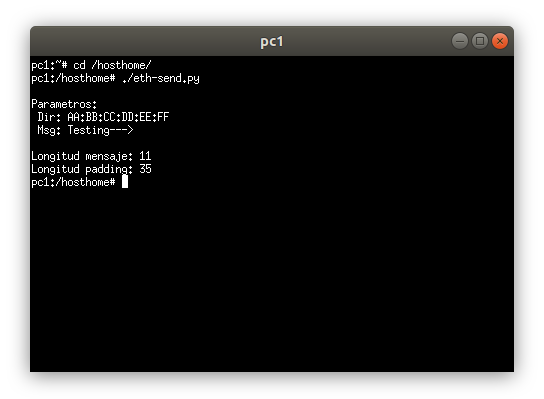 pc1
pc1:~# cd /hosthome/
pc1:/hosthome# ./eth-send.py
Parametros:
Dir: AA:BB:CC:DD:EE:FF
Msg: Testing--->
Longitud mensaje: 11
Longitud padding: 35
pc1:/hosthome#